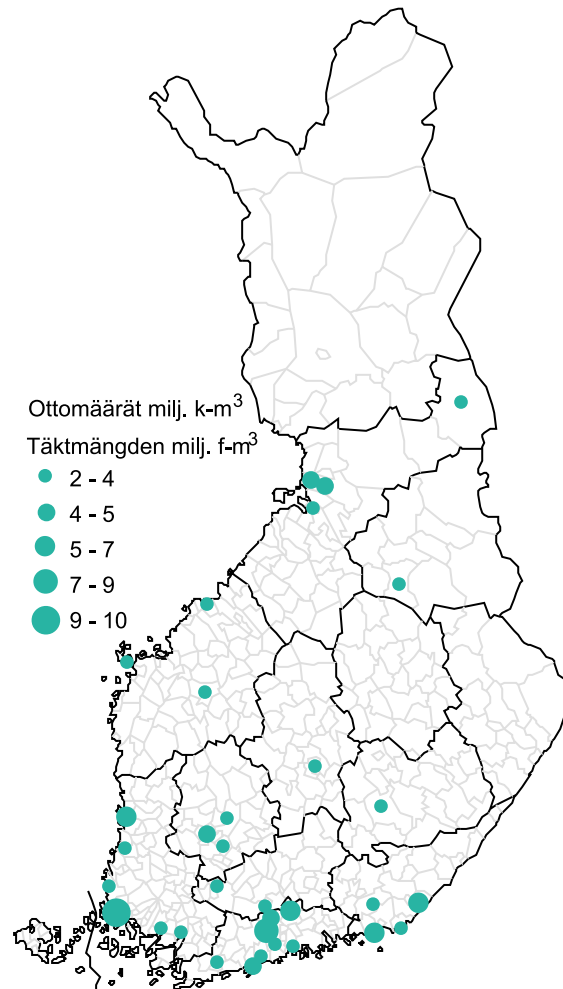 Ottomäärät milj. k-m³
Täktmängden milj. f-m³
2 - 4
4 - 5
5 - 7
7 - 9
9 - 10